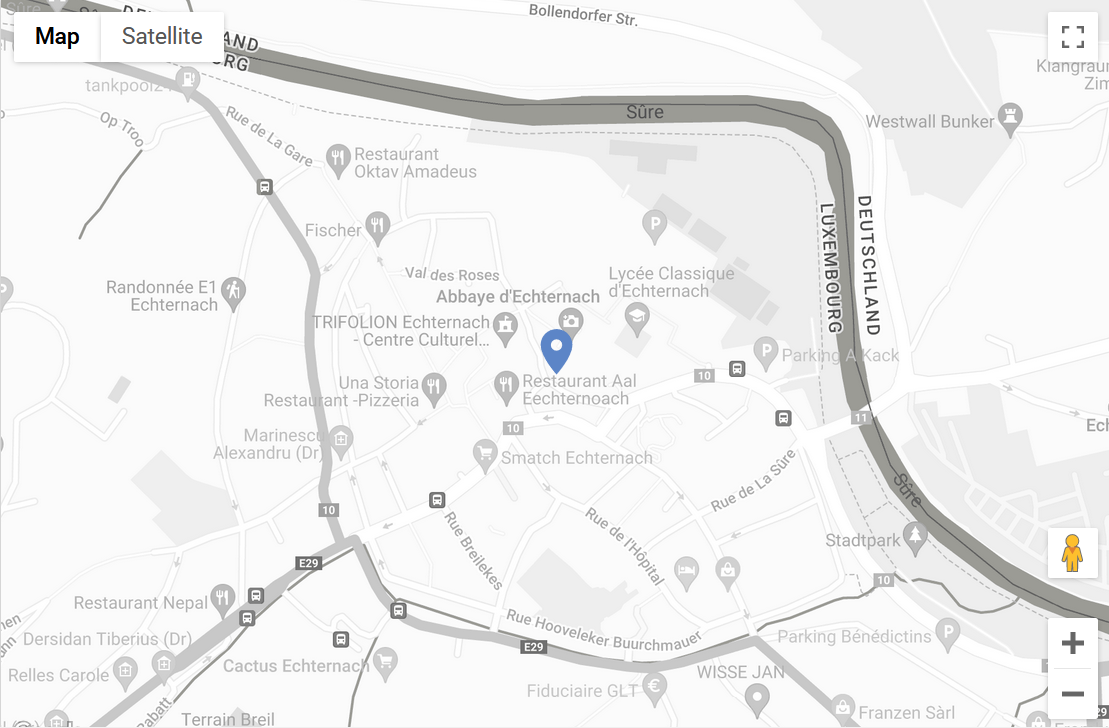 Sûre
Bollendorfer Str.
Map
Satellite
tankpool24
Op Troo
Rue de La Gare
Restaurant
Oktav Amadeus
Sûre
Westwall Bunker
DEUTSCHLAND
LUXEMBOURG
Fischer
P
Val des Roses
Abbaye d'Echternach
Lycée Classique
d'Echternach
Randonnée E1
Echternach
TRIFOLION Echternach
- Centre Culturel...
P
Parking A Kack
10
Una Storia
Restaurant -Pizzeria
Restaurant Aal
Eechternoach
11
10
Marinescu
Alexandru (Dr)
Smatch Echternach
Rue de La Sûre
Sûre
10
Rue Breilekes
Rue de l'Hôpital
Stadtpark
E29
10
Restaurant Nepal
Rue Hooveleker Buurchmauer
Parking Bénédictins
P
Dersidan Tiberius (Dr)
E29
Relles Carole
Cactus Echternach
WISSE JAN
Fiduciaire GLT
Franzen Sàrl
Terrain Breil